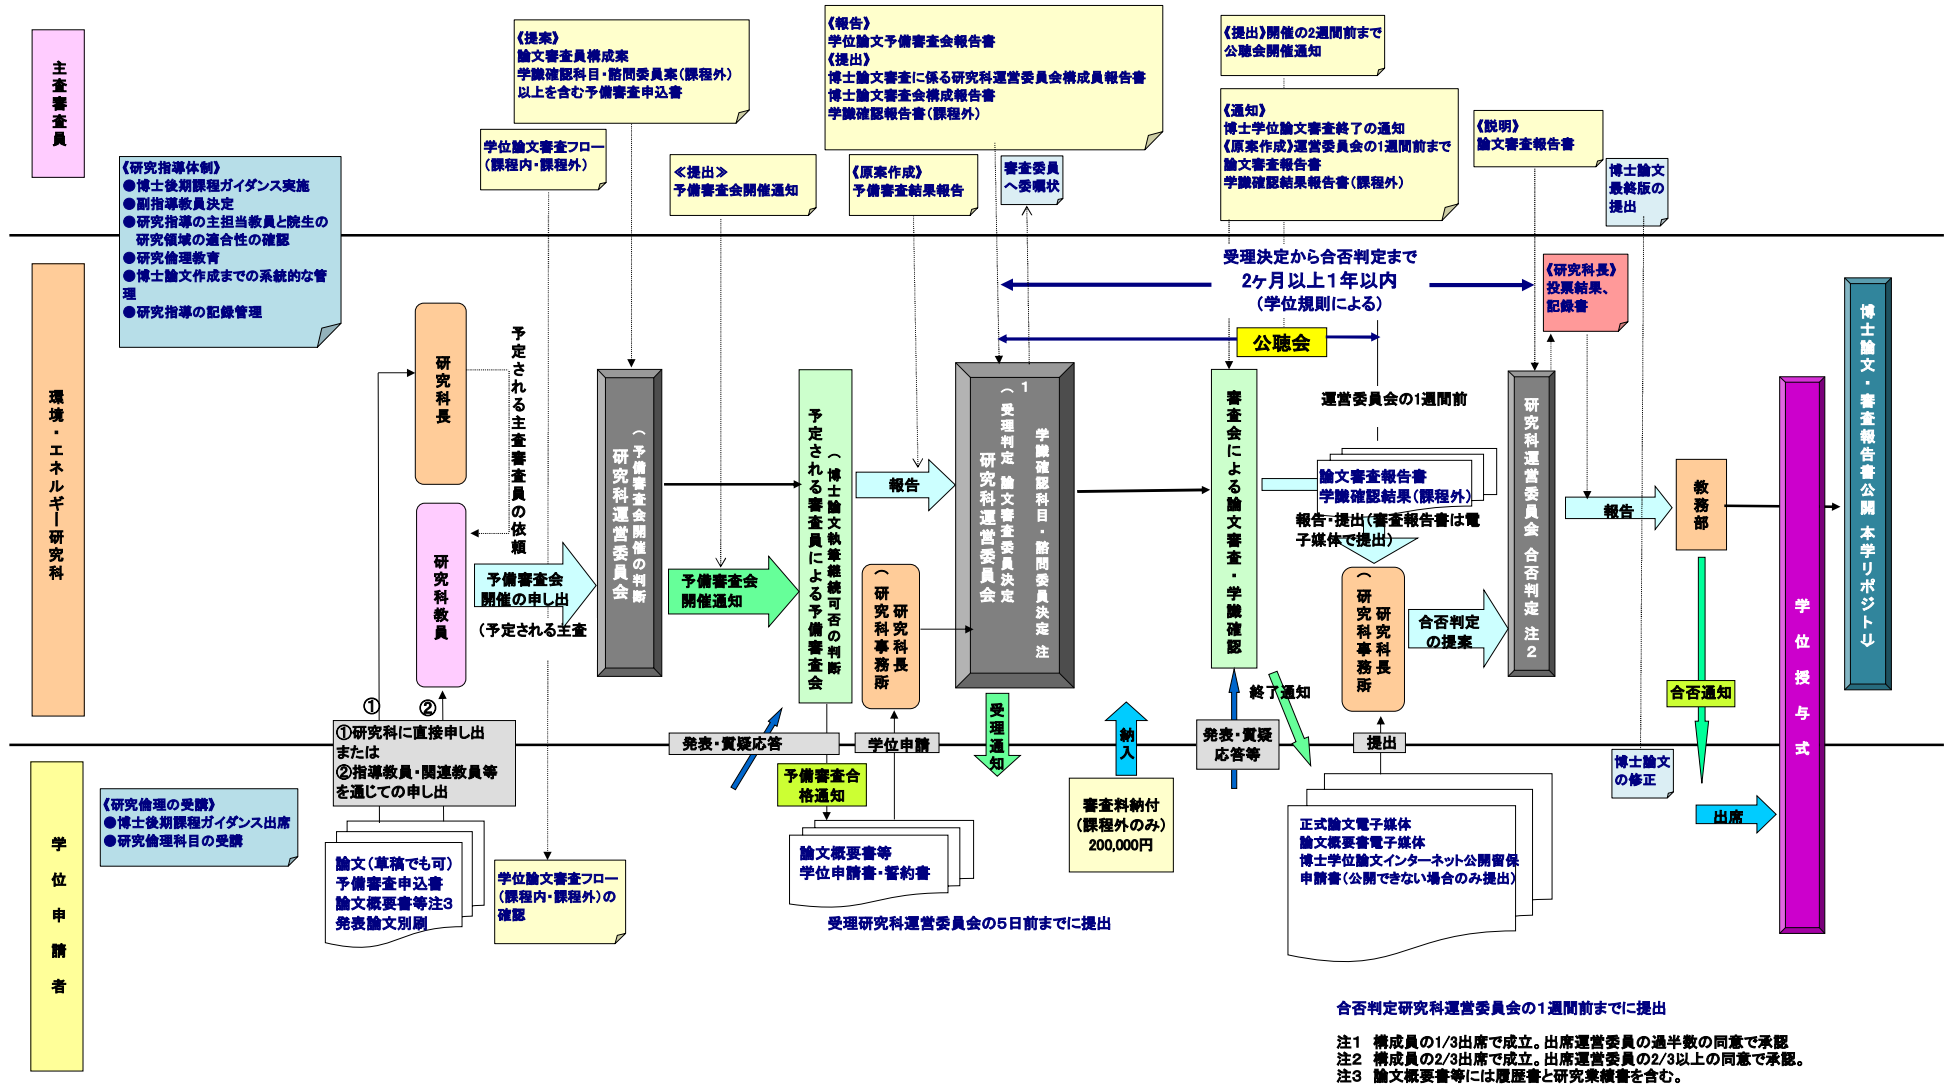 主査審査員
環境・エネルギー研究科
学位申請者
《研究指導体制》
●博士後期課程ガイダンス実施
●副指導教員決定
●研究指導の主担当教員と院生の
研究領域の適合性の確認
●研究倫理教育
●博士論文作成までの系統的な管
理
●研究指導の記録管理
《研究倫理の受講》
●博士後期課程ガイダンス出席
●研究倫理科目の受講
①
②
①研究科に直接申し出
または
②指導教員・関連教員等
を通じての申し出
論文（草稿でも可）
予備審査申込書
論文概要書等注３
発表論文別刷
研究科長
研究科教員
予定される主査審査員の依頼
学位論文審査フロー
（課程内・課程外）
学位論文審査フロー
（課程内・課程外）の
確認
《提案》
論文審査員構成案
学識確認科目・諮問委員案（課程外）
以上を含む予備審査申込書
予備審査会
開催の申し出
（予定される主査
研究科運営委員会
（予備審査会開催の判断
≪提出≫
予備審査会開催通知
予備審査会
開催通知
予定される審査員による予備審査会
（博士論文執筆継続可否の判断
発表・質疑応答
予備審査合
格通知
論文概要書等
学位申請書・誓約書
受理研究科運営委員会の５日前までに提出
学位申請
研究科長
（研究科事務所
《原案作成》
予備審査結果報告
報告
《報告》
学位論文予備審査会報告書
《提出》
博士論文審査に係る研究科運営委員会構成員報告書
博士論文審査会構成報告書
学識確認報告書（課程外）
審査委員
へ委嘱状
研究科運営委員会
（受理判定　論文審査委員決定
学識確認科目・諮問委員決定　注
１
受理通知
納入
審査料納付
（課程外のみ）
200,000円
《提出》開催の2週間前まで
公聴会開催通知
《通知》
博士学位論文審査終了の通知
《原案作成》運営委員会の1週間前まで
論文審査報告書
学識確認結果報告書（課程外）
受理決定から合否判定まで
2ヶ月以上１年以内
（学位規則による）
公聴会
審査会による論文審査・学識確認
発表・質疑
応答等
終了通知
運営委員会の1週間前
論文審査報告書
学識確認結果（課程外）
報告・提出（審査報告書は電
子媒体で提出）
研究科長
（研究科事務所
提出
正式論文電子媒体
論文概要書電子媒体
博士学位論文インターネット公開留保
申請書（公開できない場合のみ提出）
合否判定
の提案
《説明》
論文審査報告書
研究科運営委員会　合否判定　注２
《研究科長》
投票結果、
記録書
報告
博士論文
最終版の
提出
博士論文
の修正
教務部
合否通知
出席
学位授与式
博士論文・審査報告書公開　本学リポジトリ
合否判定研究科運営委員会の１週間前までに提出
注１　構成員の1/3出席で成立。出席運営委員の過半数の同意で承認
注２　構成員の2/3出席で成立。出席運営委員の2/3以上の同意で承認。
注３　論文概要書等には履歴書と研究業績書を含む。